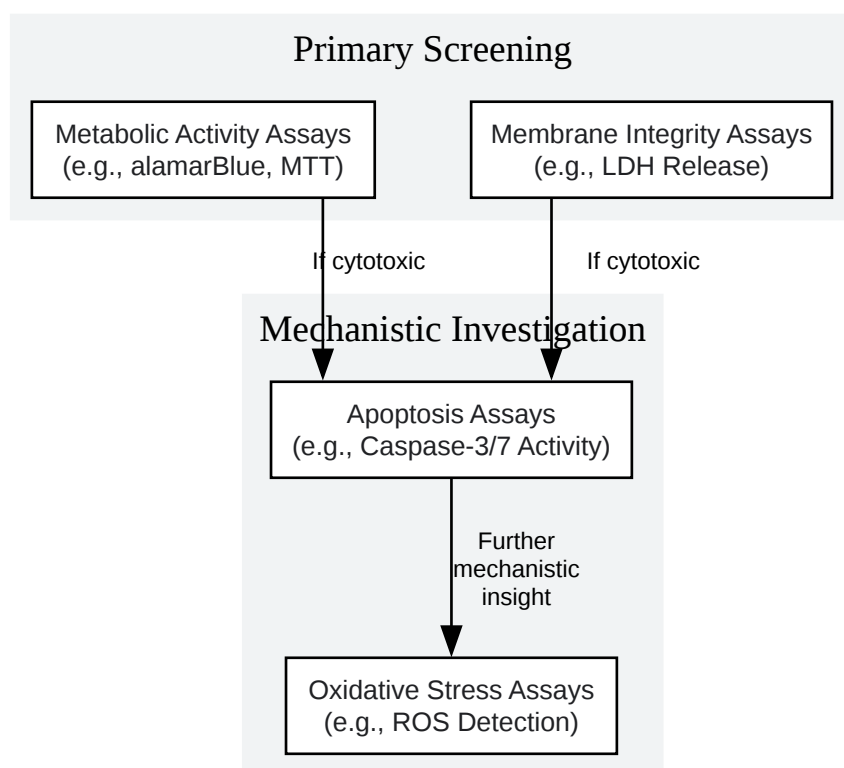 Primary Screening
Metabolic Activity Assays
(e.g., alamarBlue, MTT)
Membrane Integrity Assays
(e.g., LDH Release)
If cytotoxic
If cytotoxic
Mechanistic Investigation
Apoptosis Assays
(e.g., Caspase-3/7 Activity)
Further
mechanistic
insight
Oxidative Stress Assays
(e.g., ROS Detection)